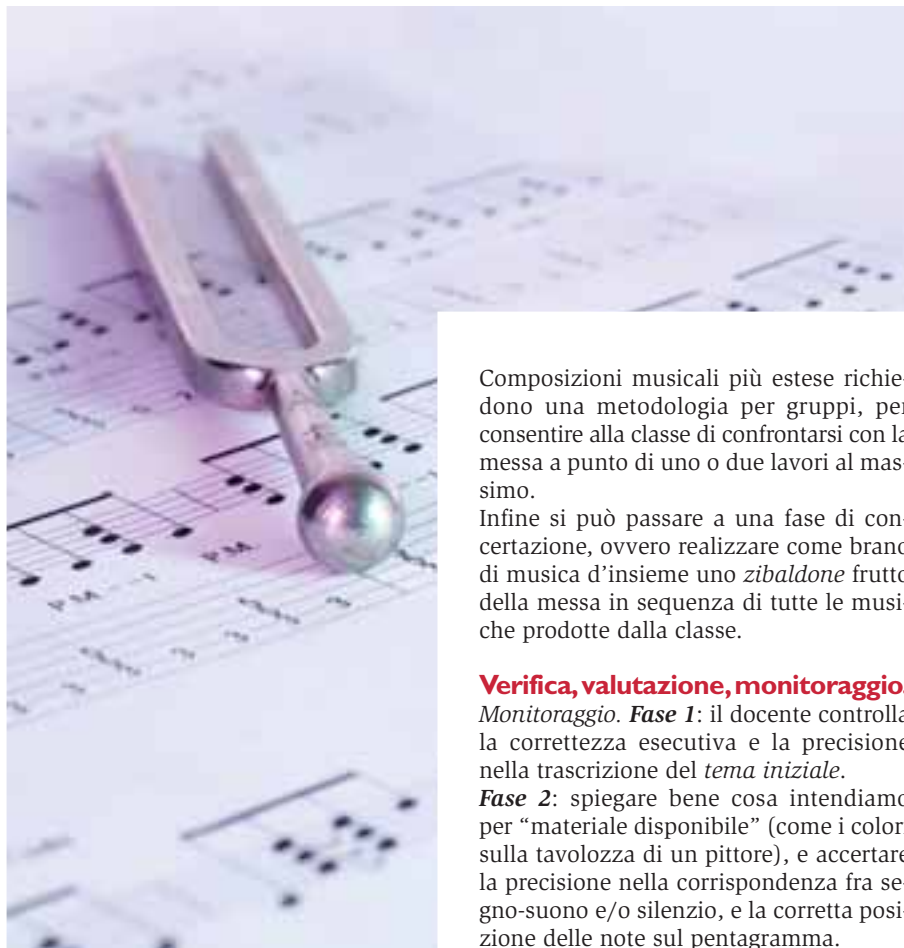 P.M.
P.M.---1
P.M.
Composizioni musicali più estese richie-
dono una metodologia per gruppi, per
consentire alla classe di confrontarsi con la
messa a punto di uno o due lavori al mas-
simo.
Infine si può passare a una fase di con-
certazione, ovvero realizzare come brano
di musica d'insieme uno zibaldone frutto
della messa in sequenza di tutte le musi-
che prodotte dalla classe.
Verifica, valutazione, monitoraggio.
Monitoraggio. Fase 1: il docente controlla
la correttezza esecutiva e la precisione
nella trascrizione del tema iniziale.
Fase 2: spiegare bene cosa intendiamo
per “materiale disponibile” (come i colori
sulla tavolozza di un pittore), e accertare
la precisione nella corrispondenza fra se-
gno-suono e/o silenzio, e la corretta posi-
zione delle note sul pentagramma.